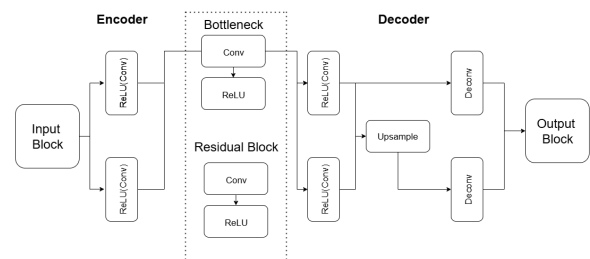 Encoder
Bottleneck
Decoder
Conv
ReLU
ReLU(Conv)
ReLU(Conv)
Input
Block
Residual Block
Conv
ReLU
ReLU(Conv)
ReLU(Conv)
Upsample
Deconv
Deconv
Output
Block